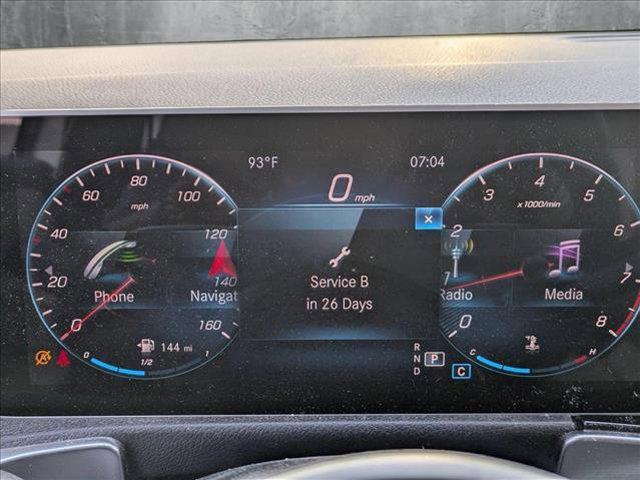 93°F
07:04
0 mph
0
20
40
60
80
100
120
140
160
mph
Phone
Navigat
144 mi
0
1/2
1
×
Service B
in 26 Days
0
1
2
3
4
5
6
7
8
x1000/min
Radio
Media
R
N P
D
C
C
H